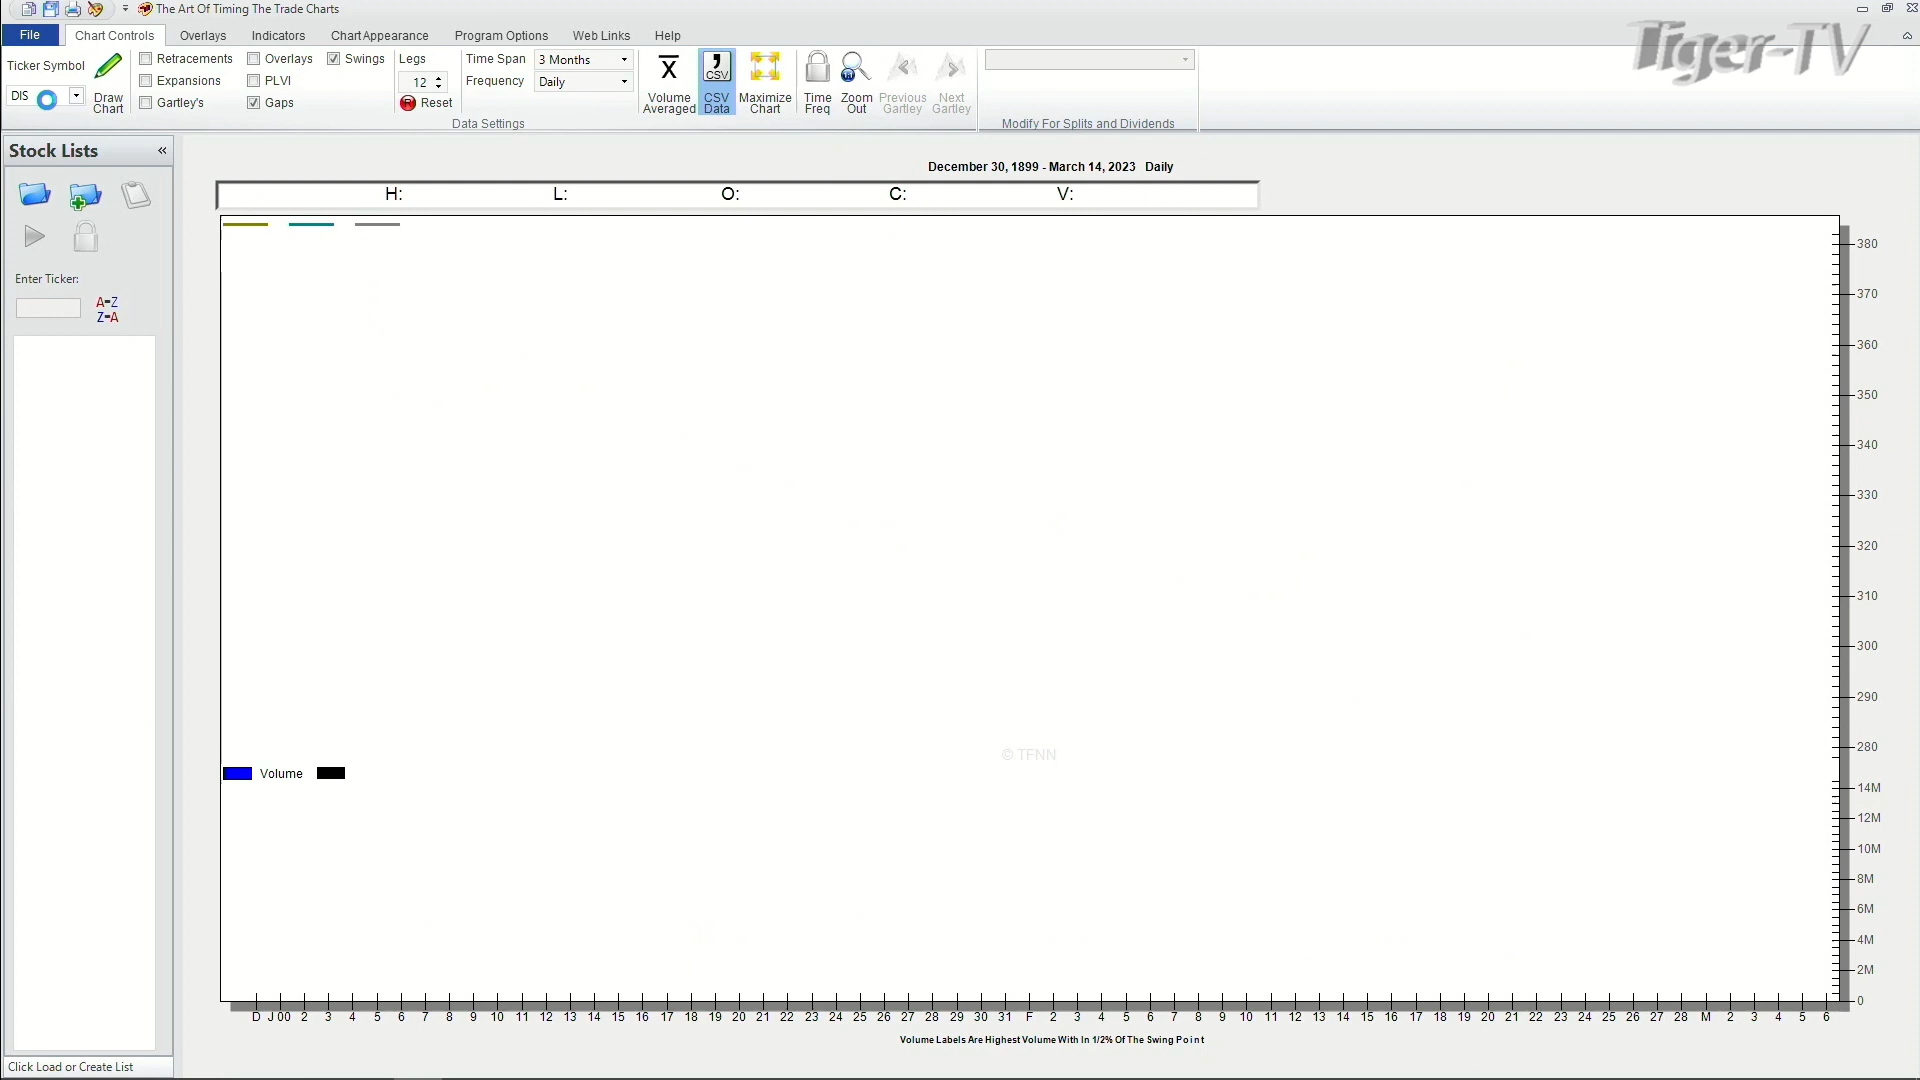 The Art Of Timing The Trade Charts
File Chart Controls Overlays Indicators Chart Appearance Program Options Web Links Help
Tiger-TV
Ticker Symbol
DIS
Draw Chart
Retracements
Expansions
Gartley's
Overlays
PLVI
Gaps
Swings
Legs
12
Reset
Time Span 3 Months
Frequency Daily
Data Settings
Volume Averaged
CSV
CSV Data
Maximize Chart
Time Freq
Zoom Out
Previous Gartley
Next Gartley
Modify For Splits and Dividends
Stock Lists
Enter Ticker:
A=Z
Z=A
Click Load or Create List
December 30, 1899 - March 14, 2023 Daily
H: L: O: C: V:
380
370
360
350
340
330
320
310
300
290
280
© TFNN
Volume
14M
12M
10M
8M
6M
4M
2M
0
D J 00 2 3 4 5 6 7 8 9 10 11 12 13 14 15 16 17 18 19 20 21 22 23 24 25 26 27 28 29 30 31 F 2 3 4 5 6 7 8 9 10 11 12 13 14 15 16 17 18 19 20 21 22 23 24 25 26 27 28 M 2 3 4 5 6
Volume Labels Are Highest Volume With In 1/2% Of The Swing Point